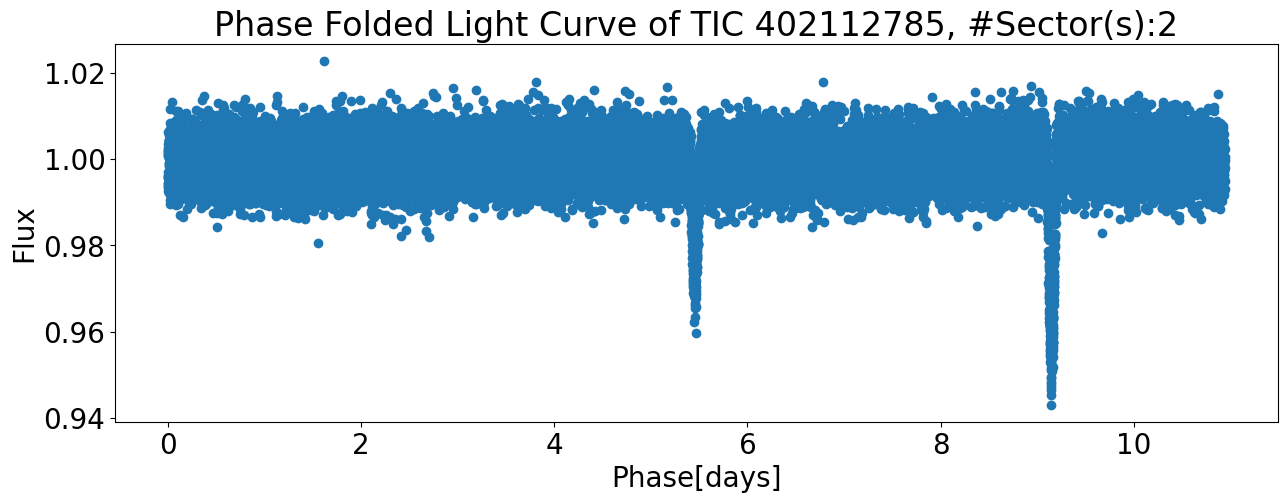 Phase Folded Light Curve of TIC 402112785, #Sector(s):2
1.02
1.00
0.98
0.96
0.94
Flux
0 2 4 6 8 10
Phase[days]